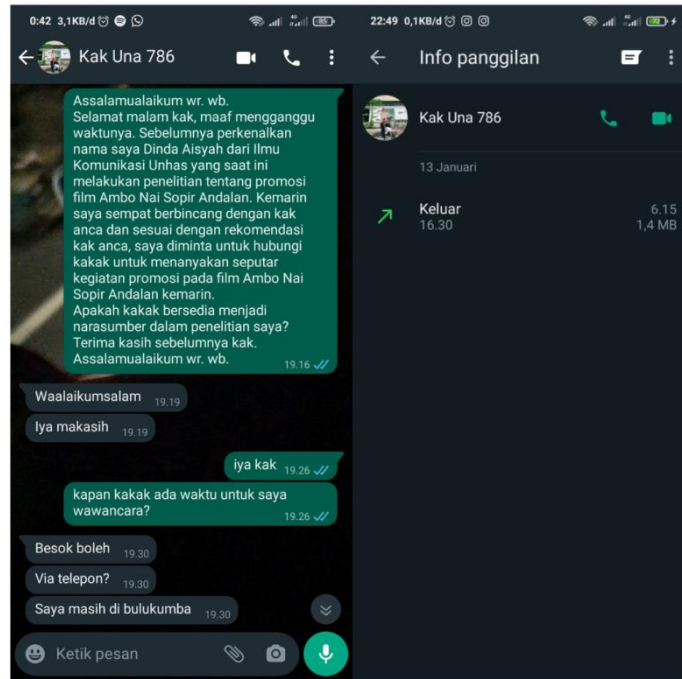 0:42 3,1KB/d
85
Kak Una 786
Assalamualaikum wr. wb.
Selamat malam kak, maaf mengganggu
waktunya. Sebelumnya perkenalkan
nama saya Dinda Aisyah dari Ilmu
Komunikasi Unhas yang saat ini
melakukan penelitian tentang promosi
film Ambo Nai Sopir Andalan. Kemarin
saya sempat berbincang dengan kak
anca dan sesuai dengan rekomendasi
kak anca, saya diminta untuk hubungi
kakak untuk menanyakan seputar
kegiatan promosi pada film Ambo Nai
Sopir Andalan kemarin.
Apakah kakak bersedia menjadi
narasumber dalam penelitian saya?
Terima kasih sebelumnya kak.
Assalamualaikum wr. wb.
19.16
Waalaikumsalam 19.19
Iya makasih 19.19
iya kak 19.26
kapan kakak ada waktu untuk saya
wawancara?
19.26
Besok boleh 19.30
Via telepon? 19.30
Saya masih di bulukumba 19.30
Ketik pesan
22:49 0,1KB/d
Info panggilan
Kak Una 786
13 Januari
Keluar 6.15
16.30 1,4 MB